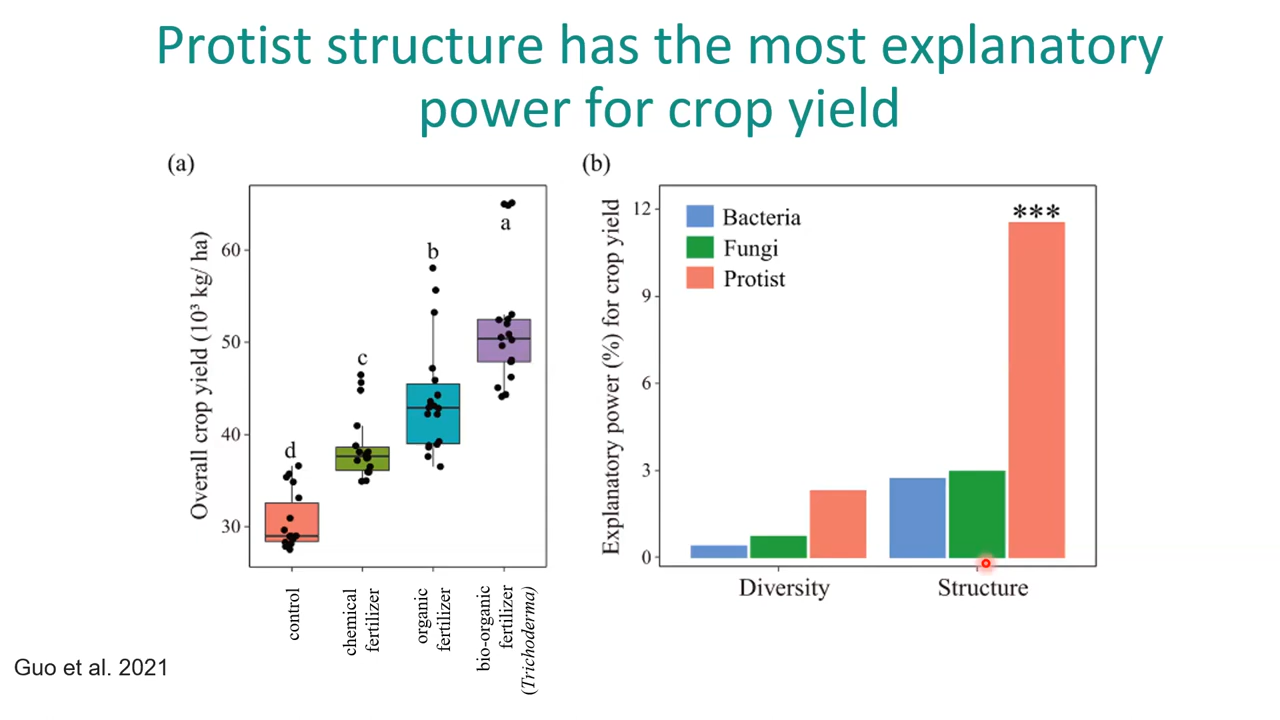 Protist structure has the most explanatory
power for crop yield
(a)
Overall crop yield (10³ kg/ ha)
60
50
40
30
d
c
b
a
control
chemical
fertilizer
organic
fertilizer
bio-organic
fertilizer
(Trichoderma)
(b)
Explanatory power (%) for crop yield
12
9
6
3
0
Bacteria
Fungi
Protist
***
Diversity
Structure
Guo et al. 2021